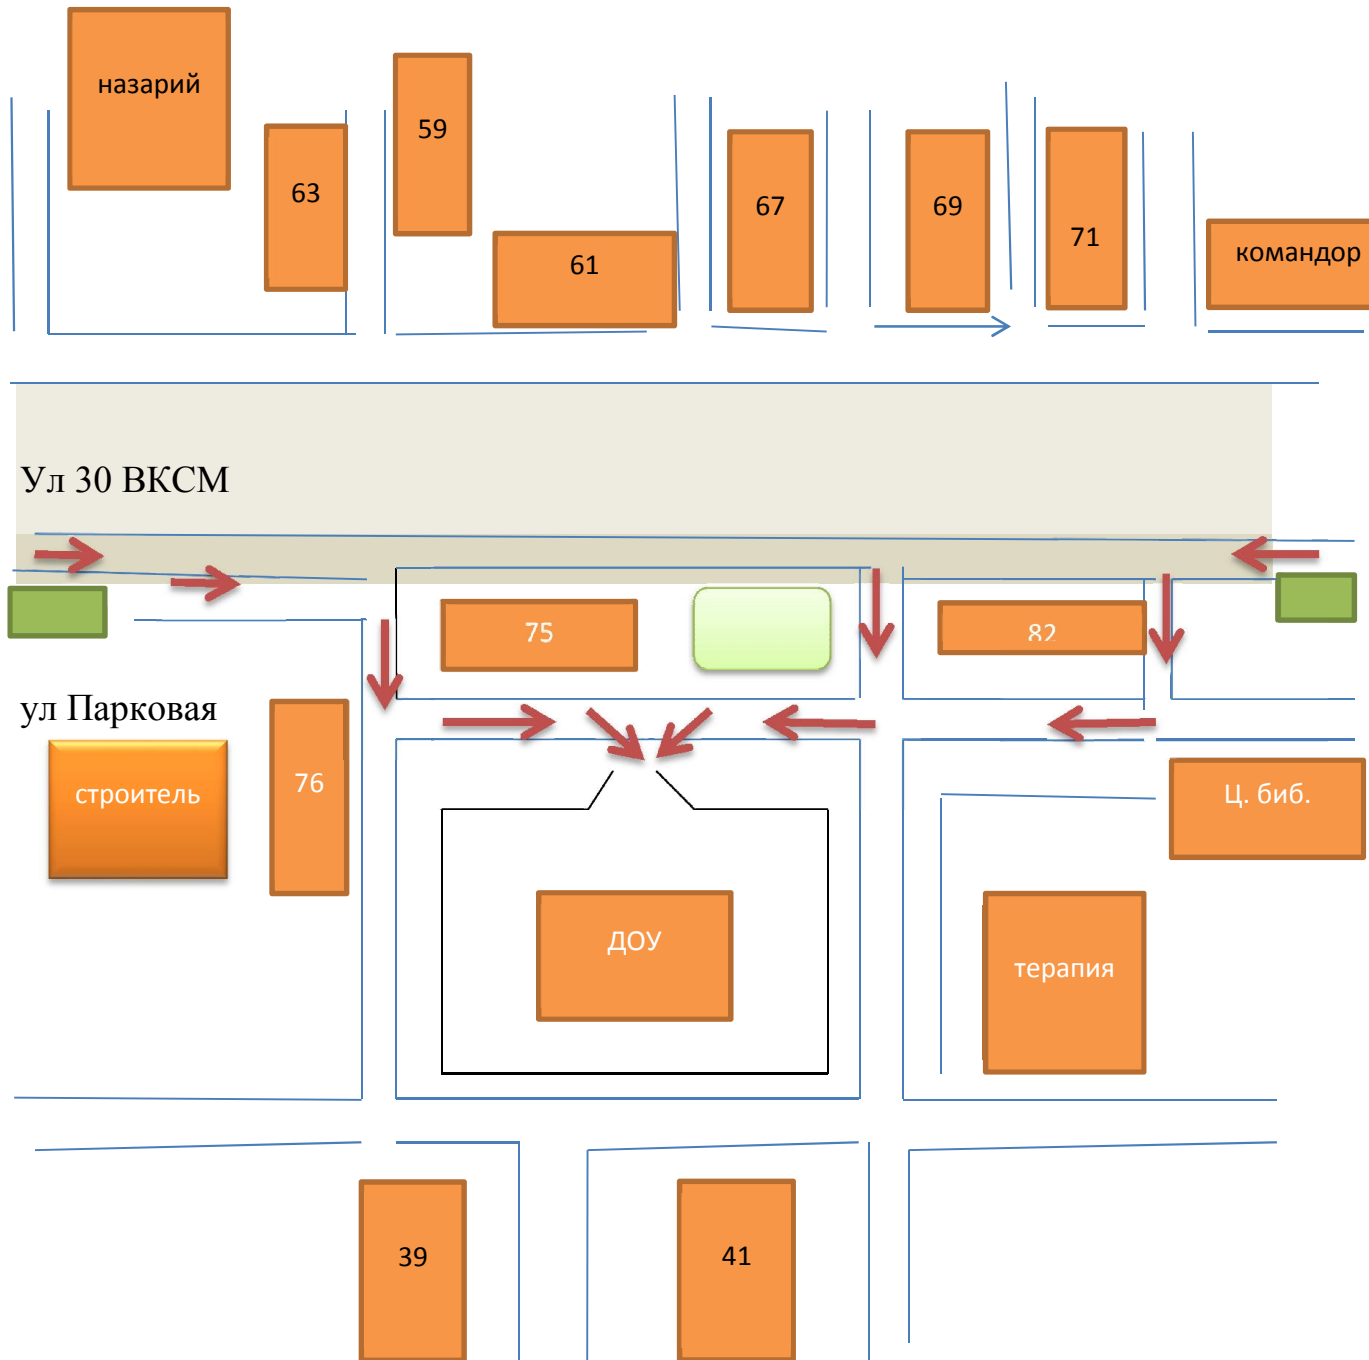 назарий
59
63
67
69
71
61
командор
Ул 30 ВКСМ
75
82
ул Парковая
строитель
76
Ц. биб.
ДОУ
терапия
39
41